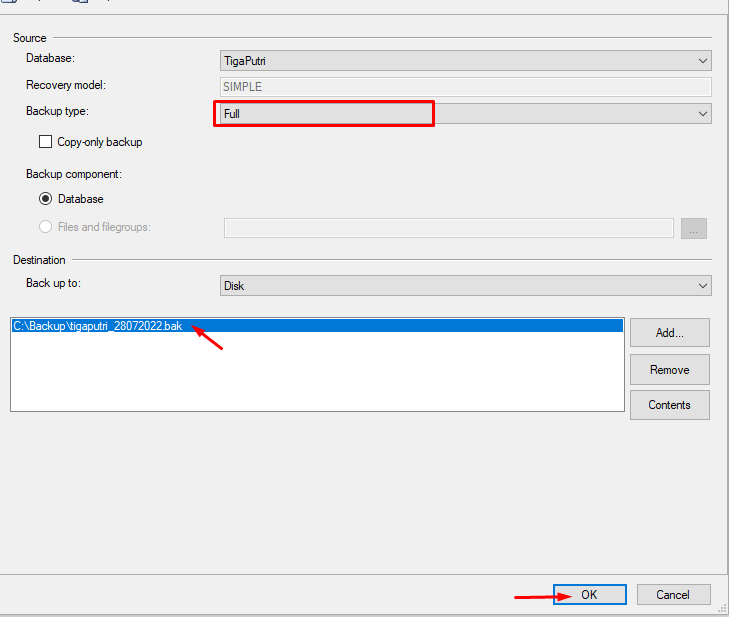 Source
Database: TigaPutri
Recovery model: SIMPLE
Backup type: Full
Copy-only backup
Backup component:
Database
Files and filegroups: ...
Destination
Back up to: Disk
C:\Backup\tigaputri_28072022.bak
Add...
Remove
Contents
OK Cancel